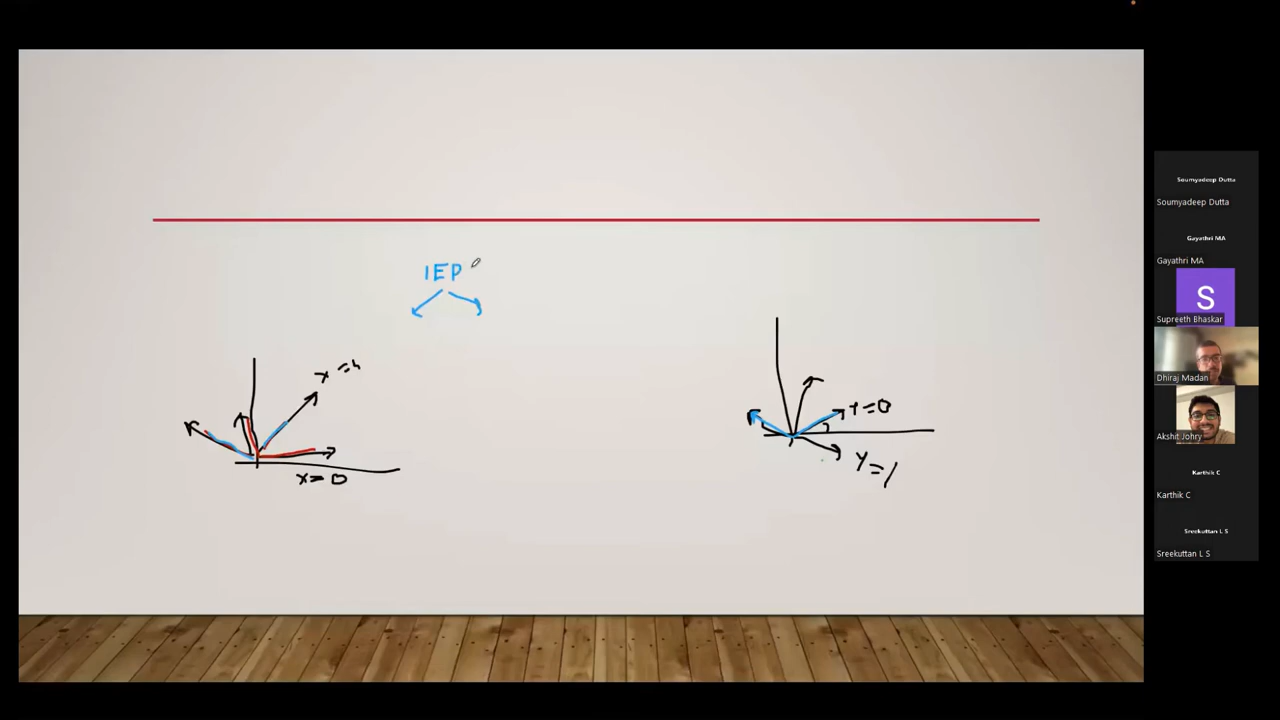 IEP
x =
x= 0
Y=0
Y=1
Soumyadeep Dutta
Soumyadeep Dutta
Gayathri MA
Gayathri MA
S
Supreeth Bhaskar
Dhiraj Madan
Akshit Johry
Karthik C
Karthik C
Sreekuttan L S
Sreekuttan L S